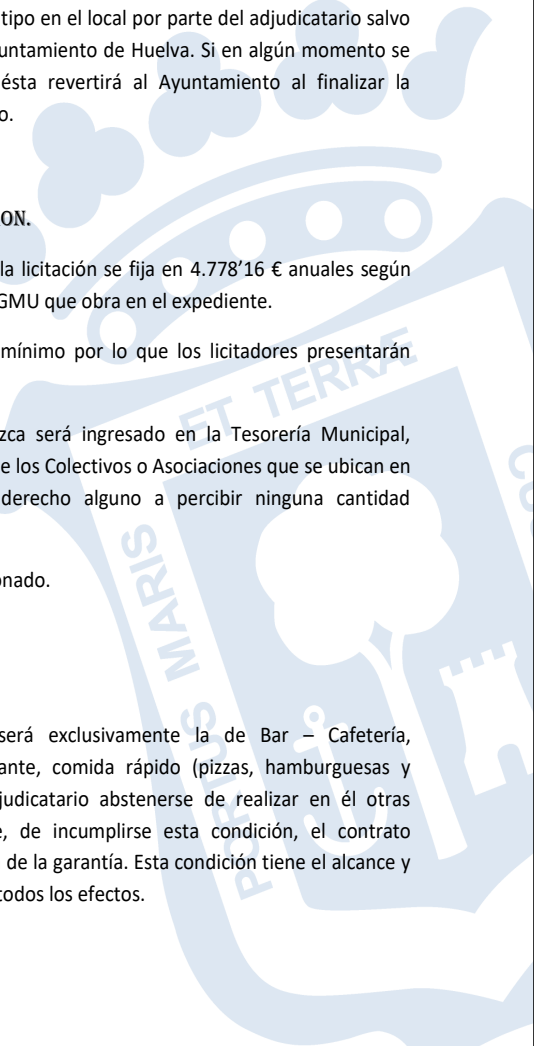 tipo en el local por parte del adjudicatario salvo
yuntamiento de Huelva. Si en algún momento se
ésta revertirá al Ayuntamiento al finalizar la
o.
ON.
la licitación se fija en 4.778’16 € anuales según
GMU que obra en el expediente.
mínimo por lo que los licitadores presentarán
zca será ingresado en la Tesorería Municipal,
e los Colectivos o Asociaciones que se ubican en
derecho alguno a percibir ninguna cantidad
onado.
será exclusivamente la de Bar – Cafetería,
ante, comida rápido (pizzas, hamburguesas y
judicatario abstenerse de realizar en él otras
e, de incumplirse esta condición, el contrato
de la garantía. Esta condición tiene el alcance y
todos los efectos.
PORTUS MARIS ET TERRÆ